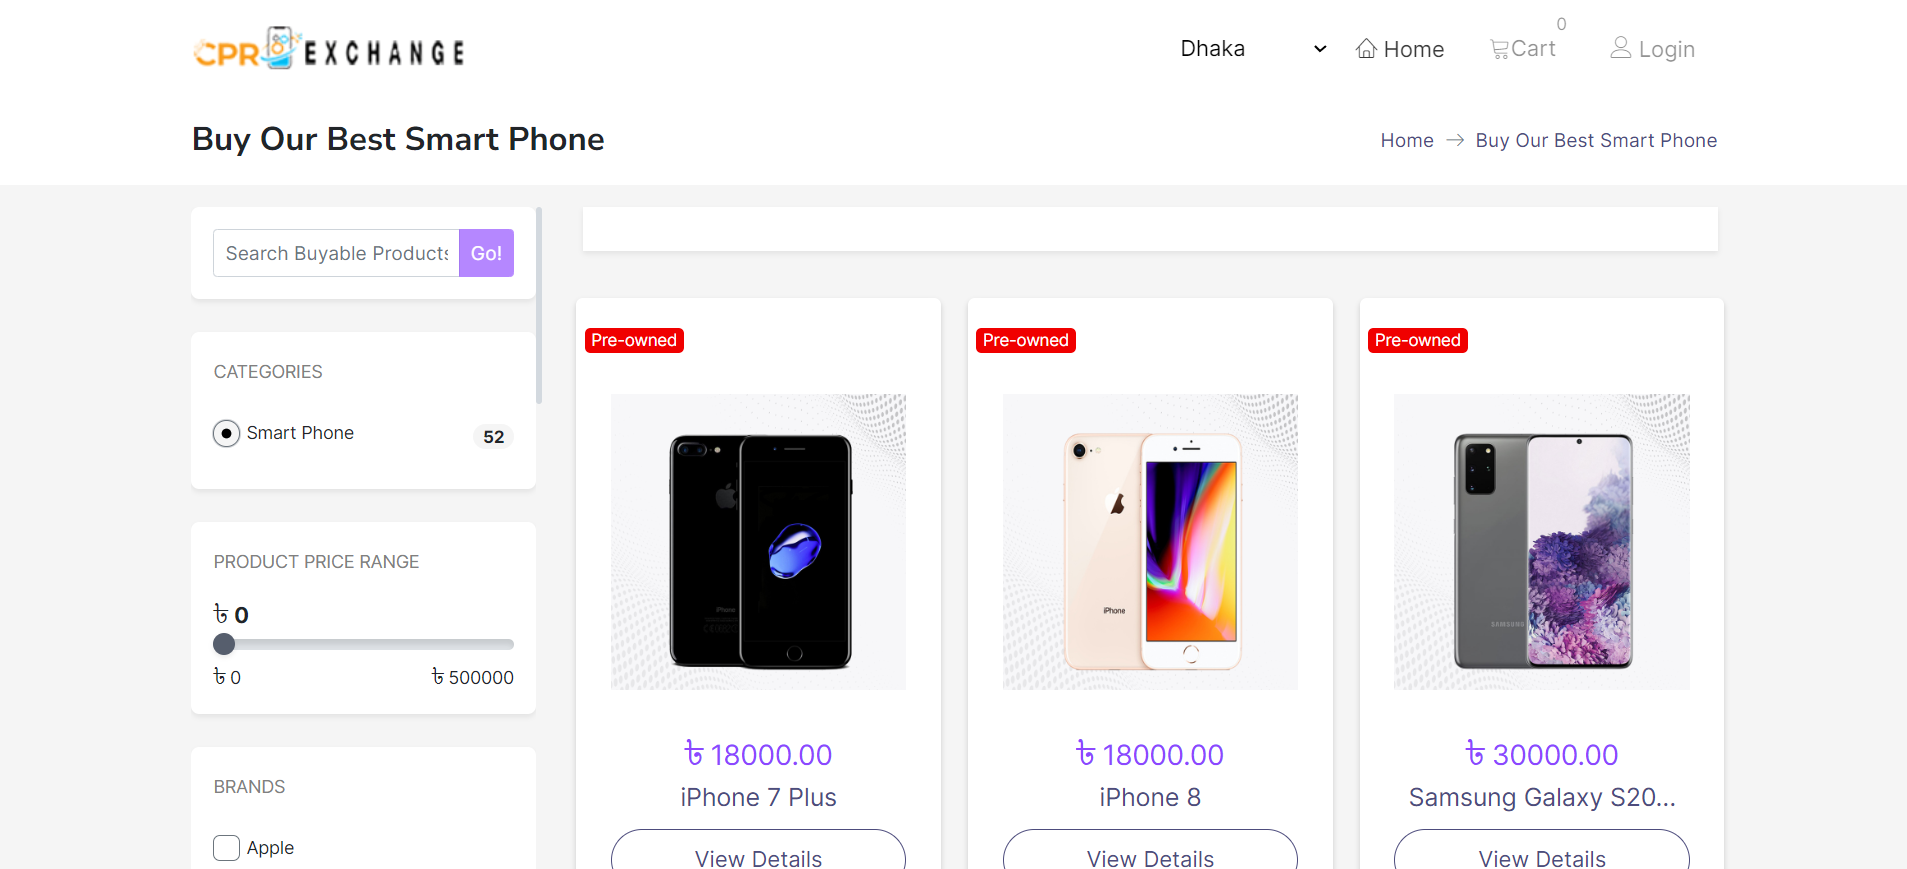 CPR EXCHANGE
Dhaka
Home
0
Cart
Login
Buy Our Best Smart Phone
Home → Buy Our Best Smart Phone
Search Buyable Products
Go!
CATEGORIES
Smart Phone
52
PRODUCT PRICE RANGE
৳ 0
৳ 0
৳ 500000
BRANDS
Apple
Pre-owned
iPhone
৳ 18000.00
iPhone 7 Plus
View Details
Pre-owned
iPhone
৳ 18000.00
iPhone 8
View Details
Pre-owned
SAMSUNG
৳ 30000.00
Samsung Galaxy S20...
View Details